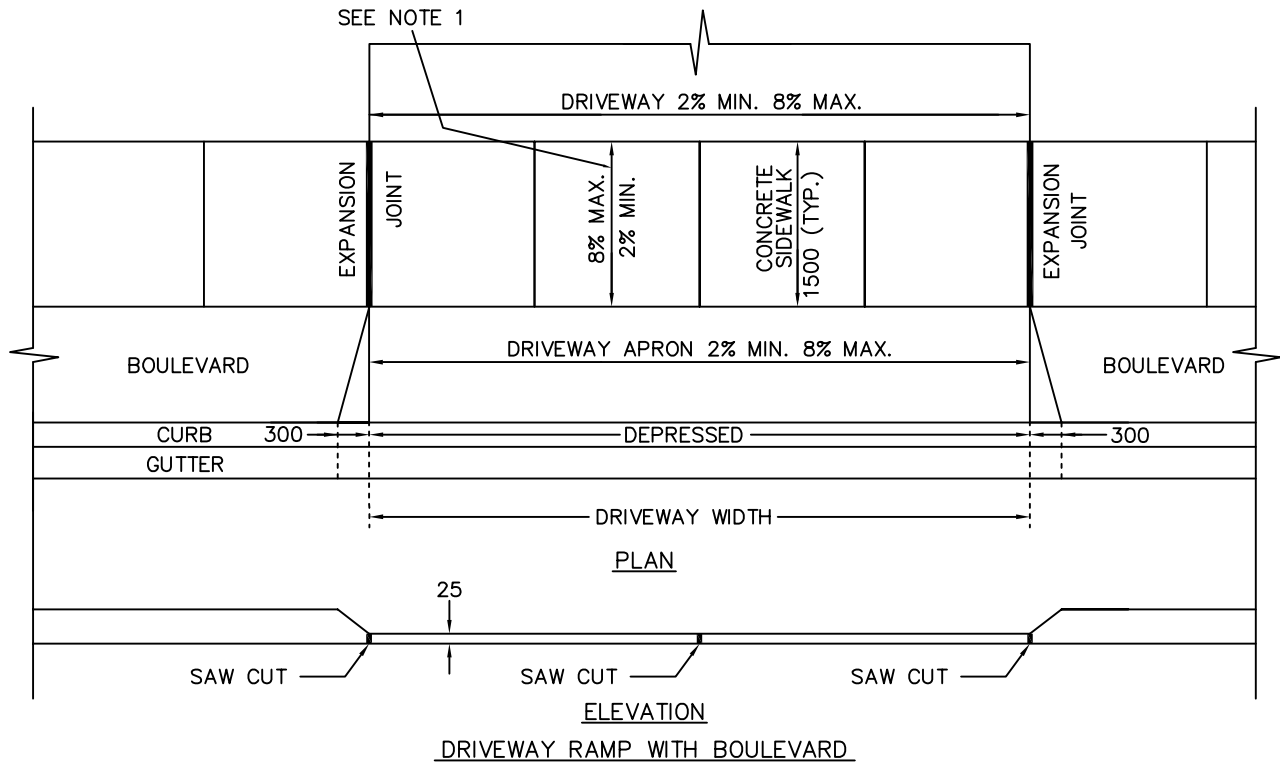 SEE NOTE 1
DRIVEWAY 2% MIN. 8% MAX.
EXPANSION
JOINT
8% MAX.
2% MIN.
CONCRETE
SIDEWALK
1500 (TYP.)
EXPANSION
JOINT
BOULEVARD
DRIVEWAY APRON 2% MIN. 8% MAX.
BOULEVARD
CURB
300
DEPRESSED
300
GUTTER
DRIVEWAY WIDTH
PLAN
25
SAW CUT
SAW CUT
SAW CUT
ELEVATION
DRIVEWAY RAMP WITH BOULEVARD